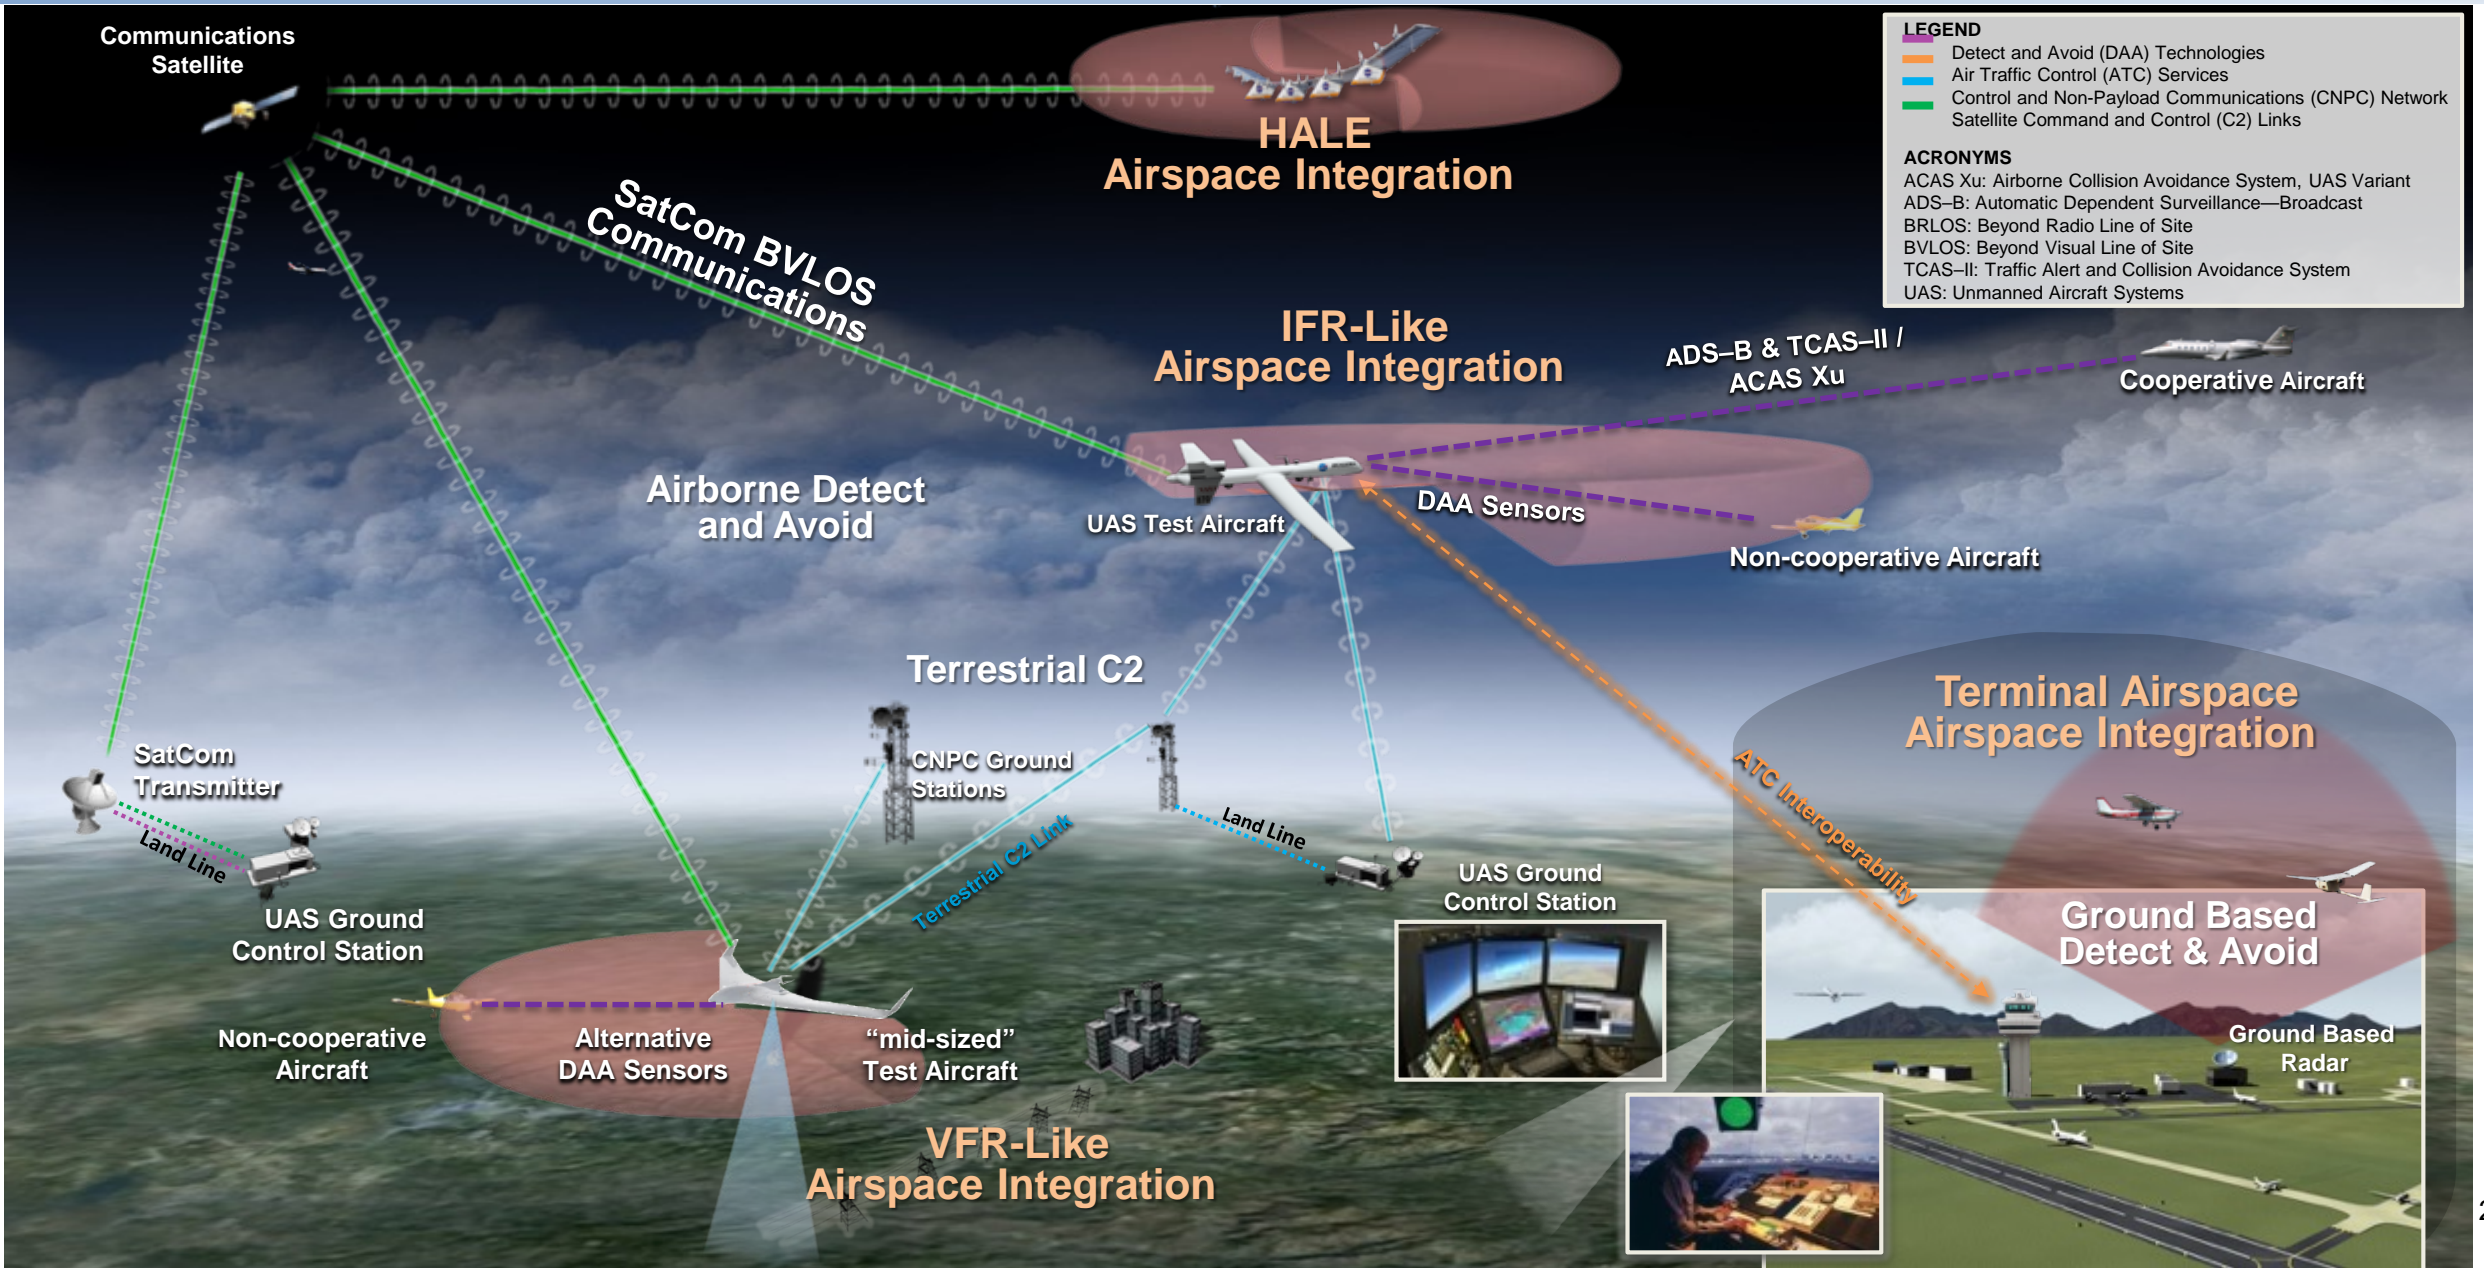 Communications
Satellite
HALE
Airspace Integration
LEGEND
Detect and Avoid (DAA) Technologies
Air Traffic Control (ATC) Services
Control and Non-Payload Communications (CNPC) Network
Satellite Command and Control (C2) Links
ACRONYMS
ACAS Xu: Airborne Collision Avoidance System, UAS Variant
ADS–B: Automatic Dependent Surveillance—Broadcast
BRLOS: Beyond Radio Line of Site
BVLOS: Beyond Visual Line of Site
TCAS–II: Traffic Alert and Collision Avoidance System
UAS: Unmanned Aircraft Systems
SatCom BVLOS
Communications
IFR-Like
Airspace Integration
ADS–B & TCAS–II /
ACAS Xu
Cooperative Aircraft
Airborne Detect
and Avoid
UAS Test Aircraft
DAA Sensors
Non-cooperative Aircraft
Terrestrial C2
Terminal Airspace
Airspace Integration
SatCom
Transmitter
Land Line
CNPC Ground
Stations
Terrestrial C2 Link
Land Line
ATC Interoperability
UAS Ground
Control Station
UAS Ground
Control Station
Ground Based
Detect & Avoid
Ground Based
Radar
Non-cooperative
Aircraft
Alternative
DAA Sensors
“mid-sized”
Test Aircraft
VFR-Like
Airspace Integration